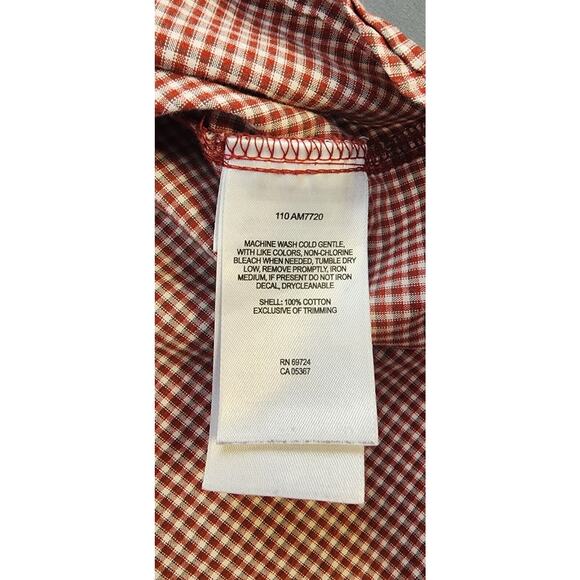 110 AM7720
MACHINE WASH COLD GENTLE,
WITH LIKE COLORS, NON-CHLORINE
BLEACH WHEN NEEDED, TUMBLE DRY
LOW, REMOVE PROMPTLY, IRON
MEDIUM, IF PRESENT DO NOT IRON
DECAL, DRYCLEANABLE
SHELL: 100% COTTON
EXCLUSIVE OF TRIMMING
RN 69724
CA 05367